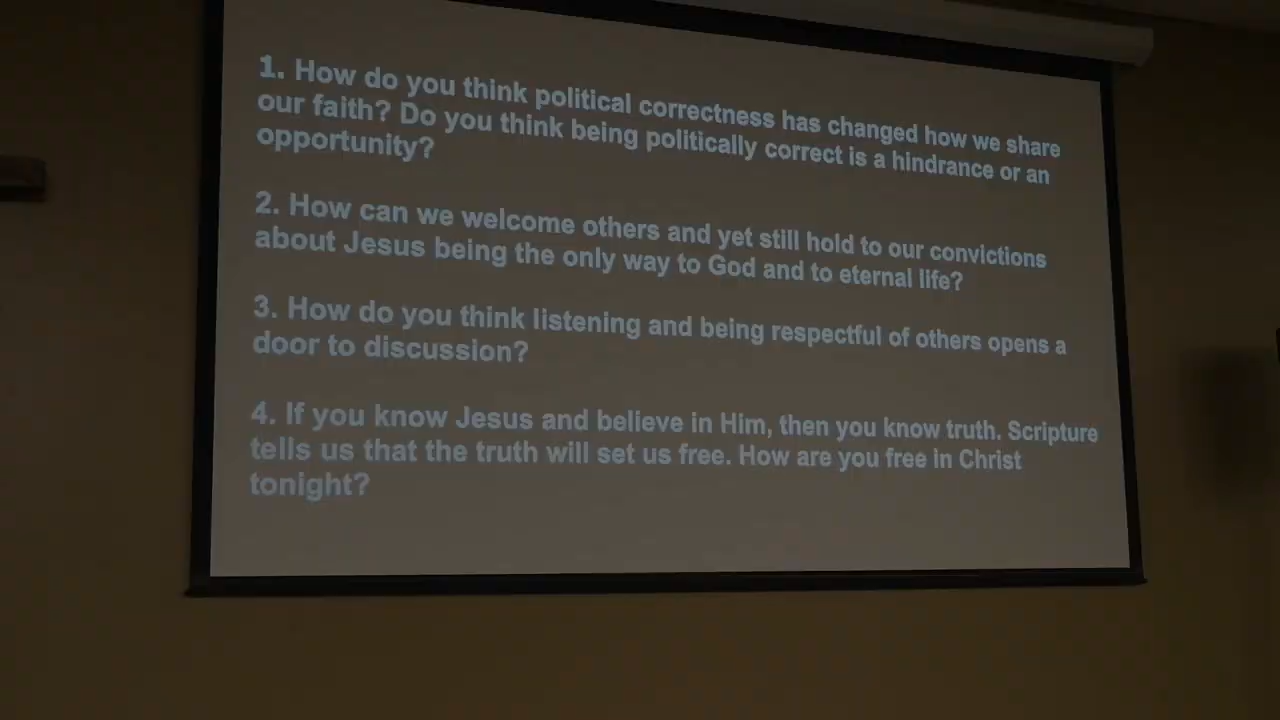 1. How do you think political correctness has changed how we share
our faith? Do you think being politically correct is a hindrance or an
opportunity?
2. How can we welcome others and yet still hold to our convictions
about Jesus being the only way to God and to eternal life?
3. How do you think listening and being respectful of others opens a
door to discussion?
4. If you know Jesus and believe in Him, then you know truth. Scripture
tells us that the truth will set us free. How are you free in Christ
tonight?